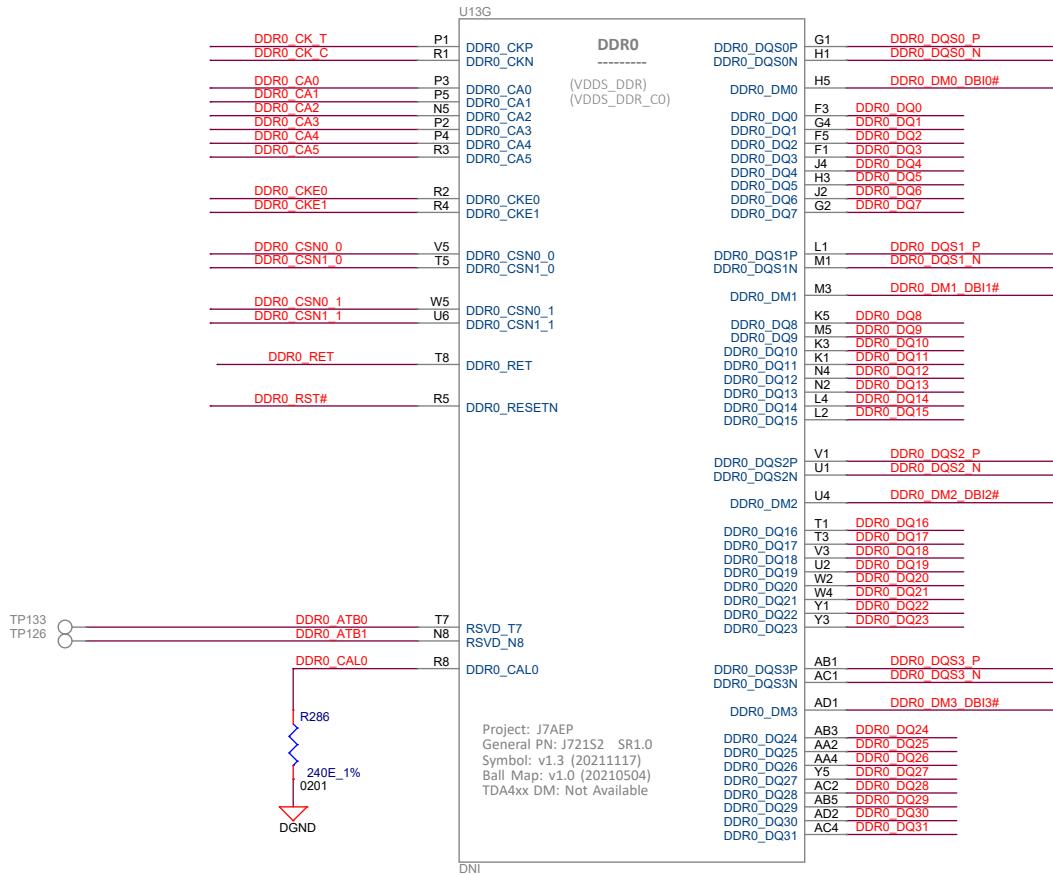 U13G
DDR0_CK_T P1 DDR0_CKP DDR0 DDR0_DQS0P G1 DDR0_DQS0_P
DDR0_CK_C R1 DDR0_CKN --------- DDR0_DQS0N H1 DDR0_DQS0_N
DDR0_CA0 P3 DDR0_CA0 (VDDS_DDR) DDR0_DM0 H5 DDR0_DM0_DBI0#
DDR0_CA1 P5 DDR0_CA1 (VDDS_DDR_C0)
DDR0_CA2 N5 DDR0_CA2 DDR0_DQ0 F3 DDR0_DQ0
DDR0_CA3 P2 DDR0_CA3 DDR0_DQ1 G4 DDR0_DQ1
DDR0_CA4 P4 DDR0_CA4 DDR0_DQ2 F5 DDR0_DQ2
DDR0_CA5 R3 DDR0_CA5 DDR0_DQ3 F1 DDR0_DQ3
DDR0_DQ4 J4 DDR0_DQ4
DDR0_DQ5 H3 DDR0_DQ5
DDR0_CKE0 R2 DDR0_CKE0 DDR0_DQ6 J2 DDR0_DQ6
DDR0_CKE1 R4 DDR0_CKE1 DDR0_DQ7 G2 DDR0_DQ7
DDR0_CSN0_0 V5 DDR0_CSN0_0 DDR0_DQS1P L1 DDR0_DQS1_P
DDR0_CSN1_0 T5 DDR0_CSN1_0 DDR0_DQS1N M1 DDR0_DQS1_N
DDR0_DM1 M3 DDR0_DM1_DBI1#
DDR0_CSN0_1 W5 DDR0_CSN0_1
DDR0_CSN1_1 U6 DDR0_CSN1_1 DDR0_DQ8 K5 DDR0_DQ8
DDR0_DQ9 M5 DDR0_DQ9
DDR0_DQ10 K3 DDR0_DQ10
DDR0_RET T8 DDR0_RET DDR0_DQ11 K1 DDR0_DQ11
DDR0_DQ12 N4 DDR0_DQ12
DDR0_DQ13 N2 DDR0_DQ13
DDR0_RST# R5 DDR0_RESETN DDR0_DQ14 L4 DDR0_DQ14
DDR0_DQ15 L2 DDR0_DQ15
DDR0_DQS2P V1 DDR0_DQS2_P
DDR0_DQS2N U1 DDR0_DQS2_N
DDR0_DM2 U4 DDR0_DM2_DBI2#
DDR0_DQ16 T1 DDR0_DQ16
DDR0_DQ17 T3 DDR0_DQ17
DDR0_DQ18 V3 DDR0_DQ18
DDR0_DQ19 U2 DDR0_DQ19
DDR0_DQ20 W2 DDR0_DQ20
DDR0_DQ21 W4 DDR0_DQ21
DDR0_DQ22 Y1 DDR0_DQ22
TP133 DDR0_ATB0 T7 RSVD_T7 DDR0_DQ23 Y3 DDR0_DQ23
TP126 DDR0_ATB1 N8 RSVD_N8
DDR0_CAL0 R8 DDR0_CAL0 DDR0_DQS3P AB1 DDR0_DQS3_P
DDR0_DQS3N AC1 DDR0_DQS3_N
DDR0_DM3 AD1 DDR0_DM3_DBI3#
R286
Project: J7AEP DDR0_DQ24 AB3 DDR0_DQ24
General PN: J721S2 SR1.0 DDR0_DQ25 AA2 DDR0_DQ25
Symbol: v1.3 (20211117) DDR0_DQ26 AA4 DDR0_DQ26
240E_1% Ball Map: v1.0 (20210504) DDR0_DQ27 Y5 DDR0_DQ27
0201 TDA4xx DM: Not Available DDR0_DQ28 AC2 DDR0_DQ28
DDR0_DQ29 AB5 DDR0_DQ29
DDR0_DQ30 AD2 DDR0_DQ30
DGND DDR0_DQ31 AC4 DDR0_DQ31
DNI